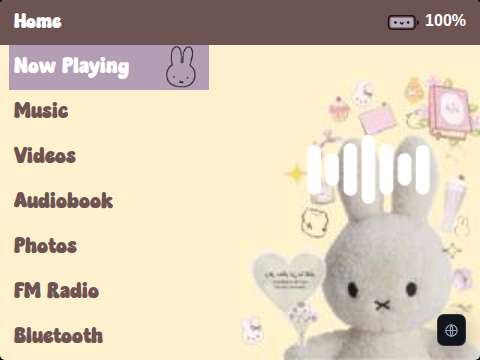 Home
100%
Now Playing
Music
Videos
Audiobook
Photos
FM Radio
Bluetooth